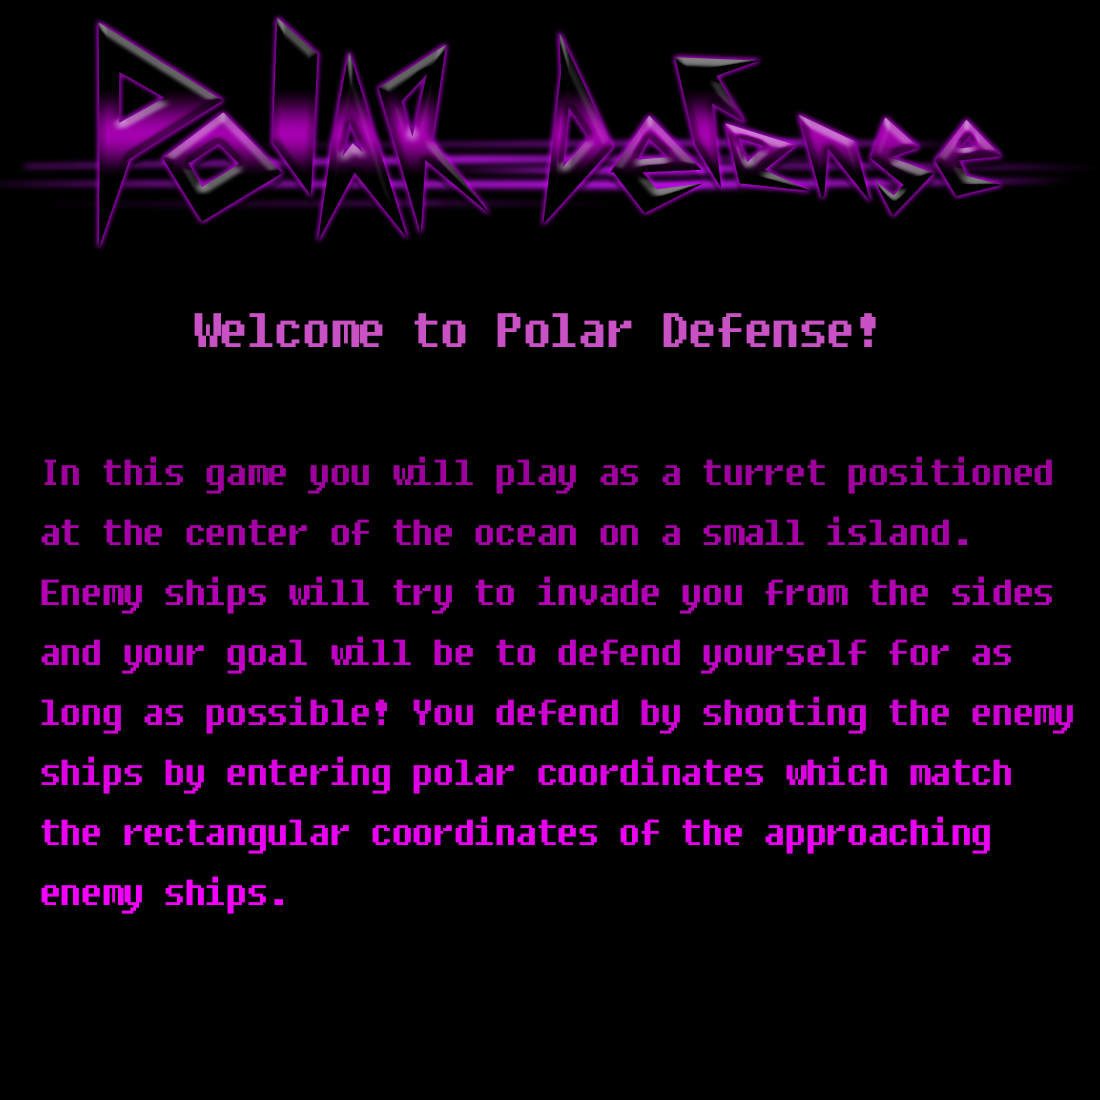 Polar Defense
Welcome to Polar Defense!
In this game you will play as a turret positioned
at the center of the ocean on a small island.
Enemy ships will try to invade you from the sides
and your goal will be to defend yourself for as
long as possible! You defend by shooting the enemy
ships by entering polar coordinates which match
the rectangular coordinates of the approaching
enemy ships.